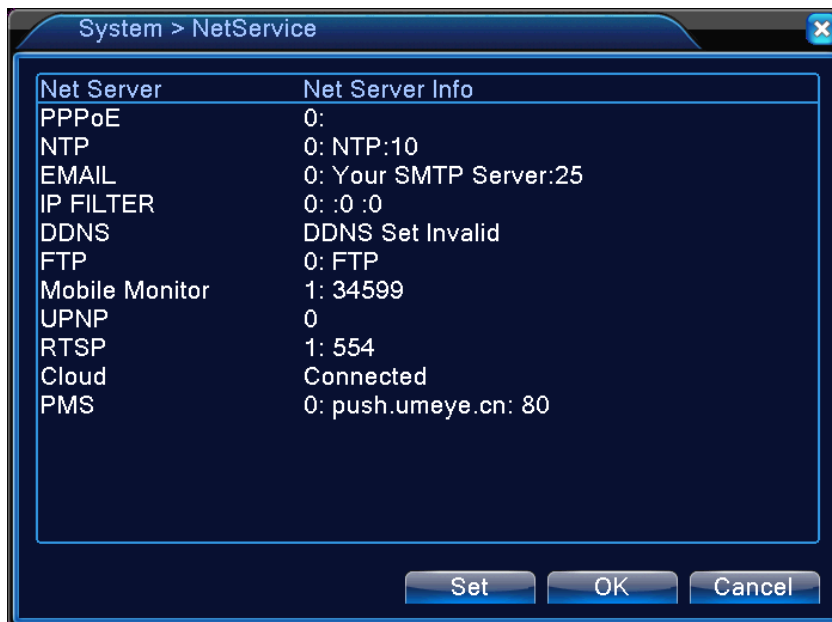 System > NetService
Net Server Net Server Info
PPPoE 0:
NTP 0: NTP:10
EMAIL 0: Your SMTP Server:25
IP FILTER 0: :0 :0
DDNS DDNS Set Invalid
FTP 0: FTP
Mobile Monitor 1: 34599
UPNP 0
RTSP 1: 554
Cloud Connected
PMS 0: push.umeye.cn: 80
Set OK Cancel